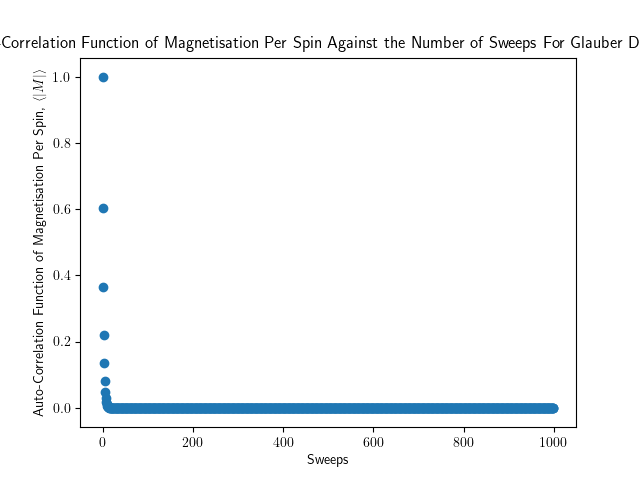 -Correlation Function of Magnetisation Per Spin Against the Number of Sweeps For Glauber D
Auto-Correlation Function of Magnetisation Per Spin, ⟨|M|⟩
1.0
0.8
0.6
0.4
0.2
0.0
0 200 400 600 800 1000
Sweeps